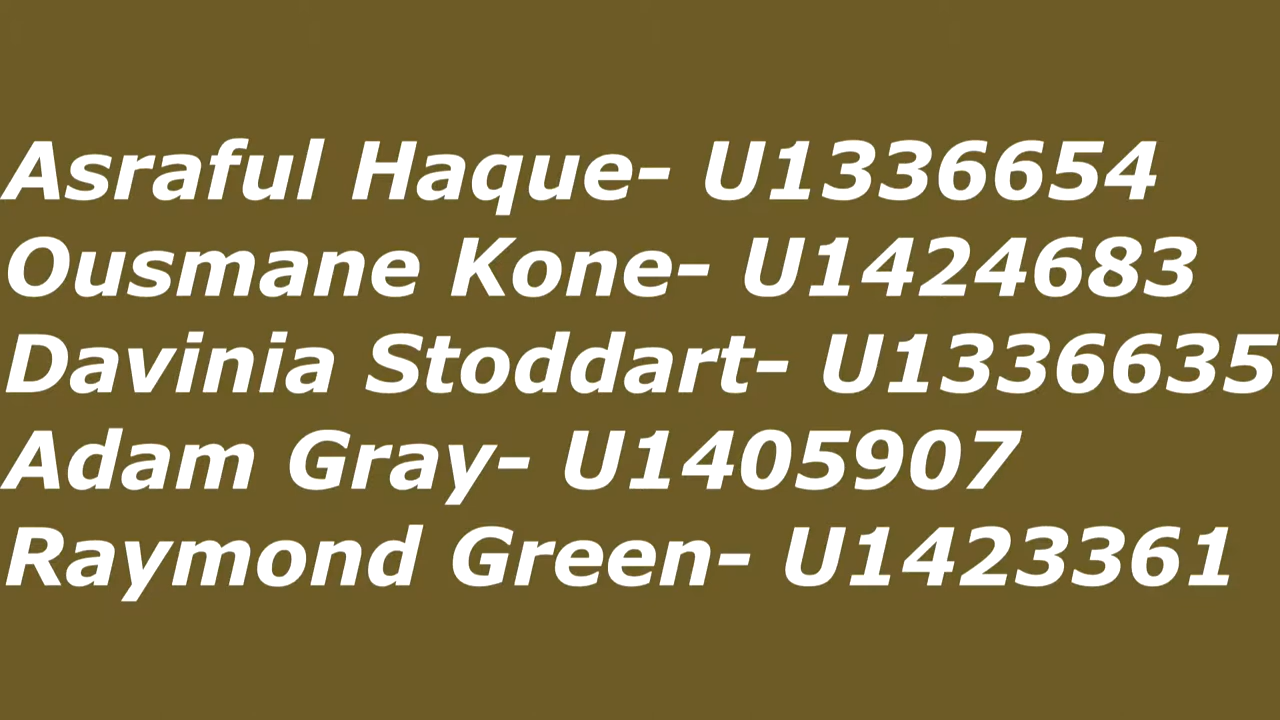 Asraful Haque- U1336654
Ousmane Kone- U1424683
Davinia Stoddart- U1336635
Adam Gray- U1405907
Raymond Green- U1423361